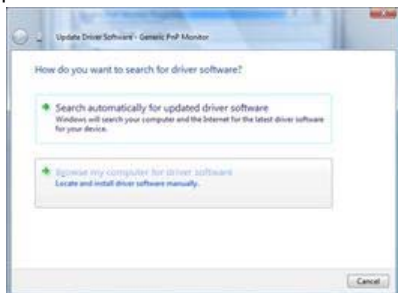 Update Driver Software - Generic PnP Monitor
How do you want to search for driver software?
Search automatically for updated driver software
Windows will search your computer and the Internet for the latest driver software
for your device.
Browse my computer for driver software
Locate and install driver software manually.
Cancel